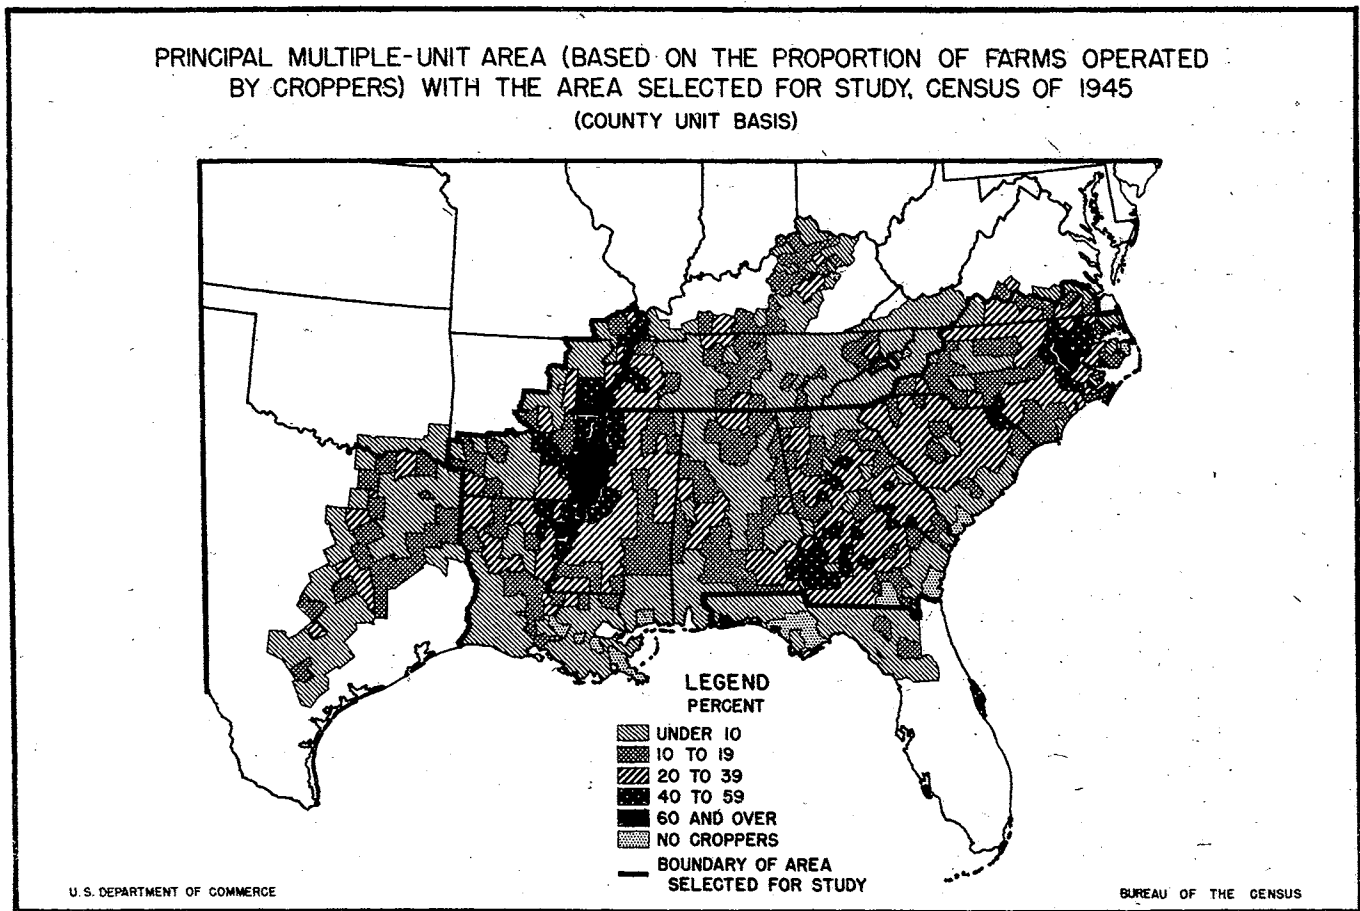 PRINCIPAL MULTIPLE-UNIT AREA (BASED ON THE PROPORTION OF FARMS OPERATED
BY CROPPERS) WITH THE AREA SELECTED FOR STUDY, CENSUS OF 1945
(COUNTY UNIT BASIS)
LEGEND
PERCENT
UNDER 10
10 TO 19
20 TO 39
40 TO 59
60 AND OVER
NO CROPPERS
BOUNDARY OF AREA
SELECTED FOR STUDY
U.S. DEPARTMENT OF COMMERCE
BUREAU OF THE CENSUS